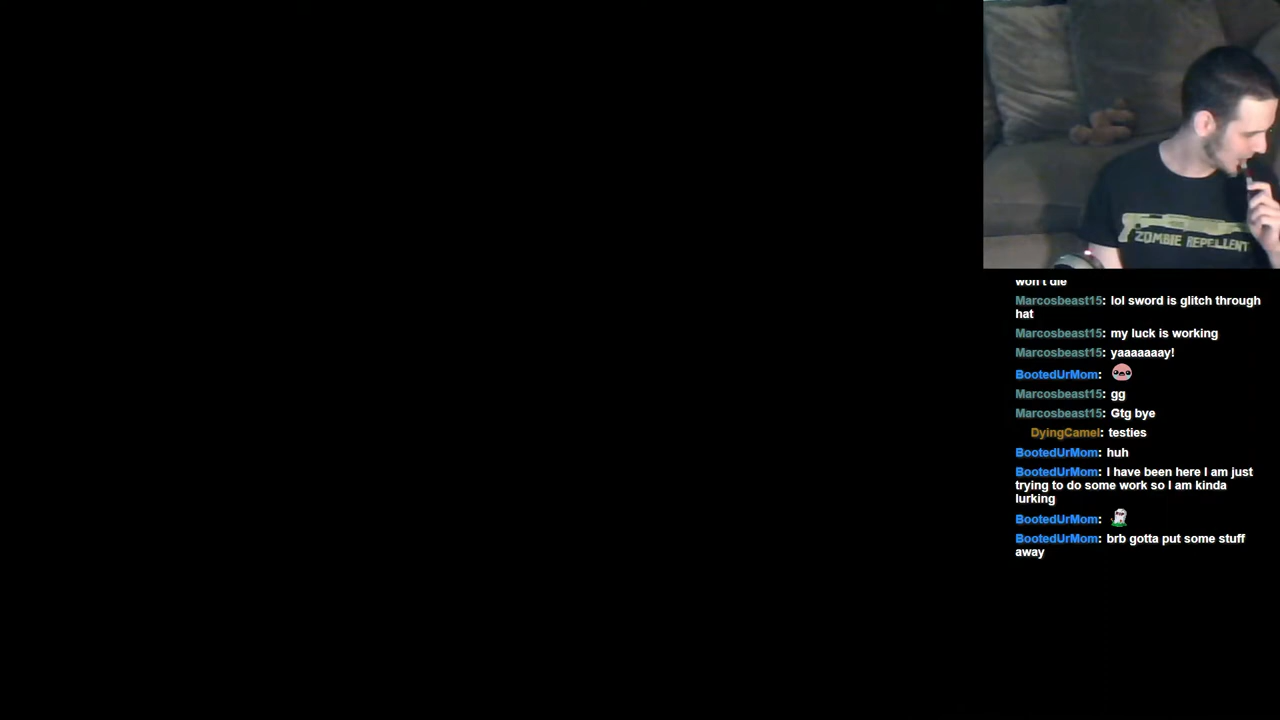 ZOMBIE REPELLENT
won't die
Marcosbeast15: lol sword is glitch through
hat
Marcosbeast15: my luck is working
Marcosbeast15: yaaaaaaay!
BootedUrMom:
Marcosbeast15: gg
Marcosbeast15: Gtg bye
DyingCamel: testies
BootedUrMom: huh
BootedUrMom: I have been here I am just
trying to do some work so I am kinda
lurking
BootedUrMom:
BootedUrMom: brb gotta put some stuff
away